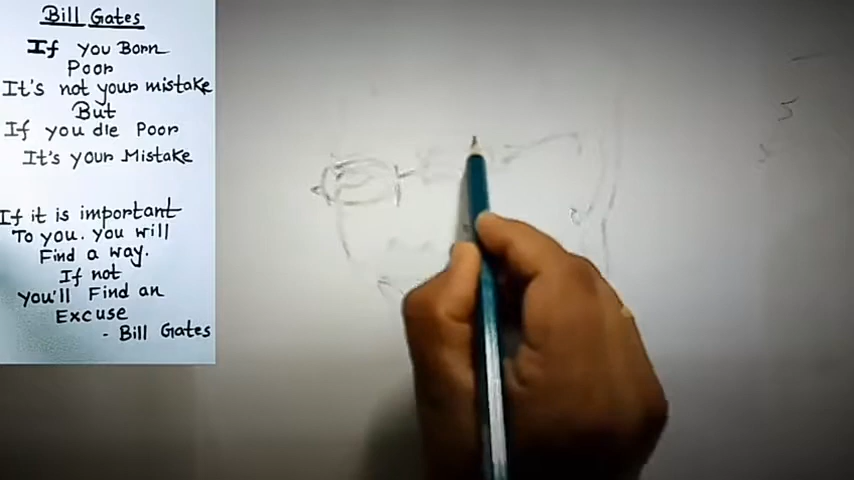 Bill Gates
If you Born
Poor
It's not your mistake
But
If you die Poor
It's your Mistake
If it is important
To you. you will
Find a way.
If not
you'll Find an
Excuse
- Bill Gates